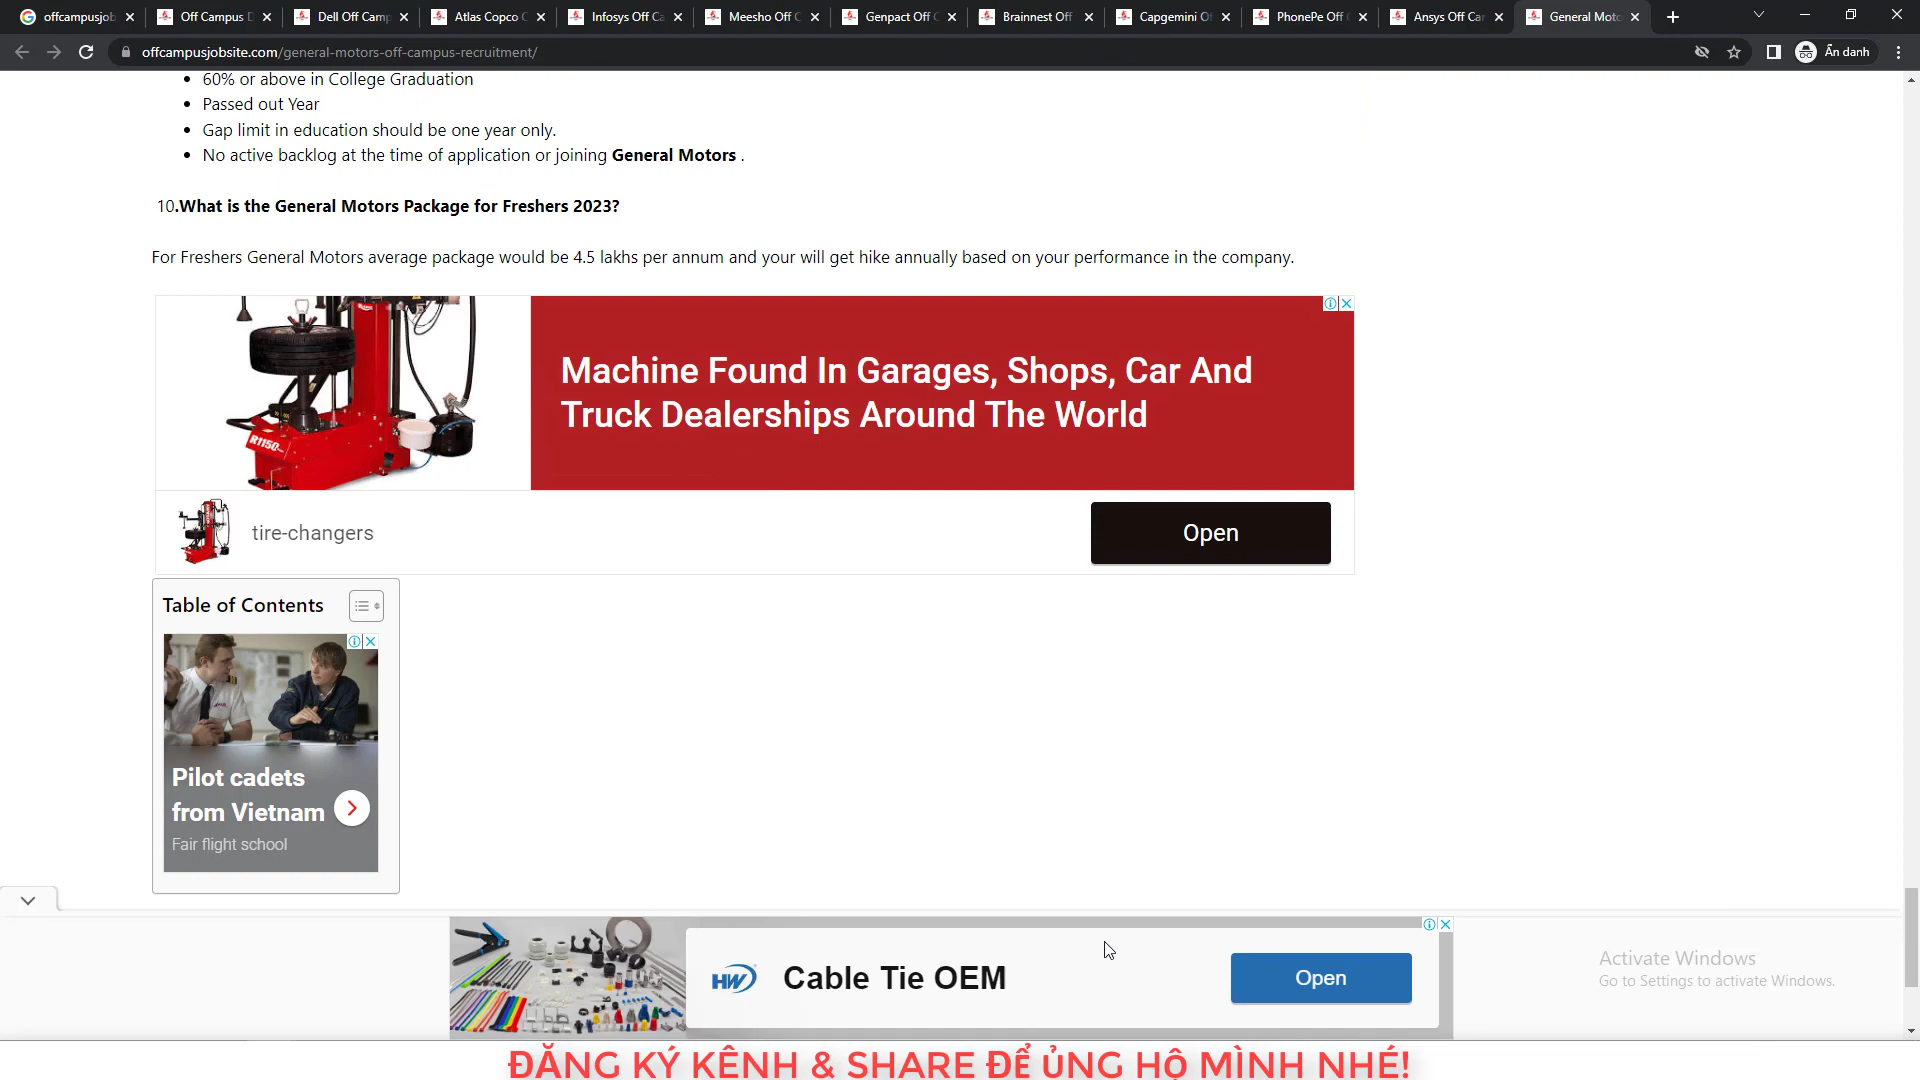 offcampusjob
Off Campus D
Dell Off Camp
Atlas Copco C
Infosys Off Ca
Meesho Off C
Genpact Off C
Brainnest Off
Capgemini Of
PhonePe Off C
Ansys Off Car
General Moto
offcampusjobsite.com/general-motors-off-campus-recruitment/
Ẩn danh
60% or above in College Graduation
Passed out Year
Gap limit in education should be one year only.
No active backlog at the time of application or joining General Motors .
10.What is the General Motors Package for Freshers 2023?
For Freshers General Motors average package would be 4.5 lakhs per annum and your will get hike annually based on your performance in the company.
R1150
Machine Found In Garages, Shops, Car And
Truck Dealerships Around The World
tire-changers
Open
Table of Contents
Pilot cadets
from Vietnam
Fair flight school
HW
Cable Tie OEM
Open
Activate Windows
Go to Settings to activate Windows.
ĐĂNG KÝ KÊNH & SHARE ĐỂ ỦNG HỘ MÌNH NHÉ!